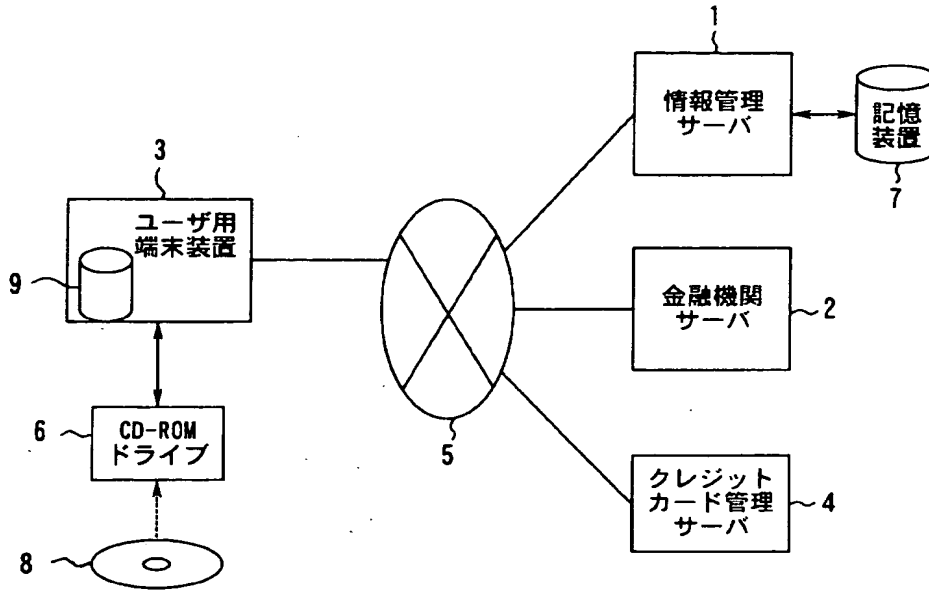 1
情報管理
サーバ
記憶
装置
7
3
ユーザ用
端末装置
9
金融機関
サーバ
2
6
CD-ROM
ドライブ
5
クレジット
カード管理
サーバ
4
8